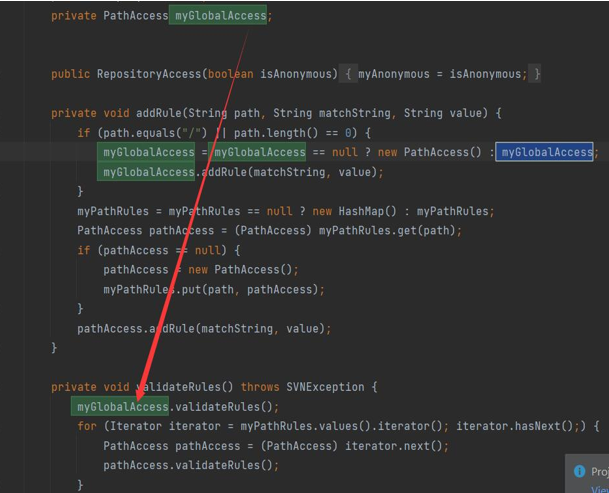 private PathAccess myGlobalAccess;
public RepositoryAccess(boolean isAnonymous) { myAnonymous = isAnonymous; }
private void addRule(String path, String matchString, String value) {
if (path.equals("/") || path.length() == 0) {
myGlobalAccess = myGlobalAccess == null ? new PathAccess() : myGlobalAccess;
myGlobalAccess.addRule(matchString, value);
}
myPathRules = myPathRules == null ? new HashMap() : myPathRules;
PathAccess pathAccess = (PathAccess) myPathRules.get(path);
if (pathAccess == null) {
pathAccess = new PathAccess();
myPathRules.put(path, pathAccess);
}
pathAccess.addRule(matchString, value);
}
private void validateRules() throws SVNException {
myGlobalAccess.validateRules();
for (Iterator iterator = myPathRules.values().iterator(); iterator.hasNext();) {
PathAccess pathAccess = (PathAccess) iterator.next();
pathAccess.validateRules();
}
Proj
View